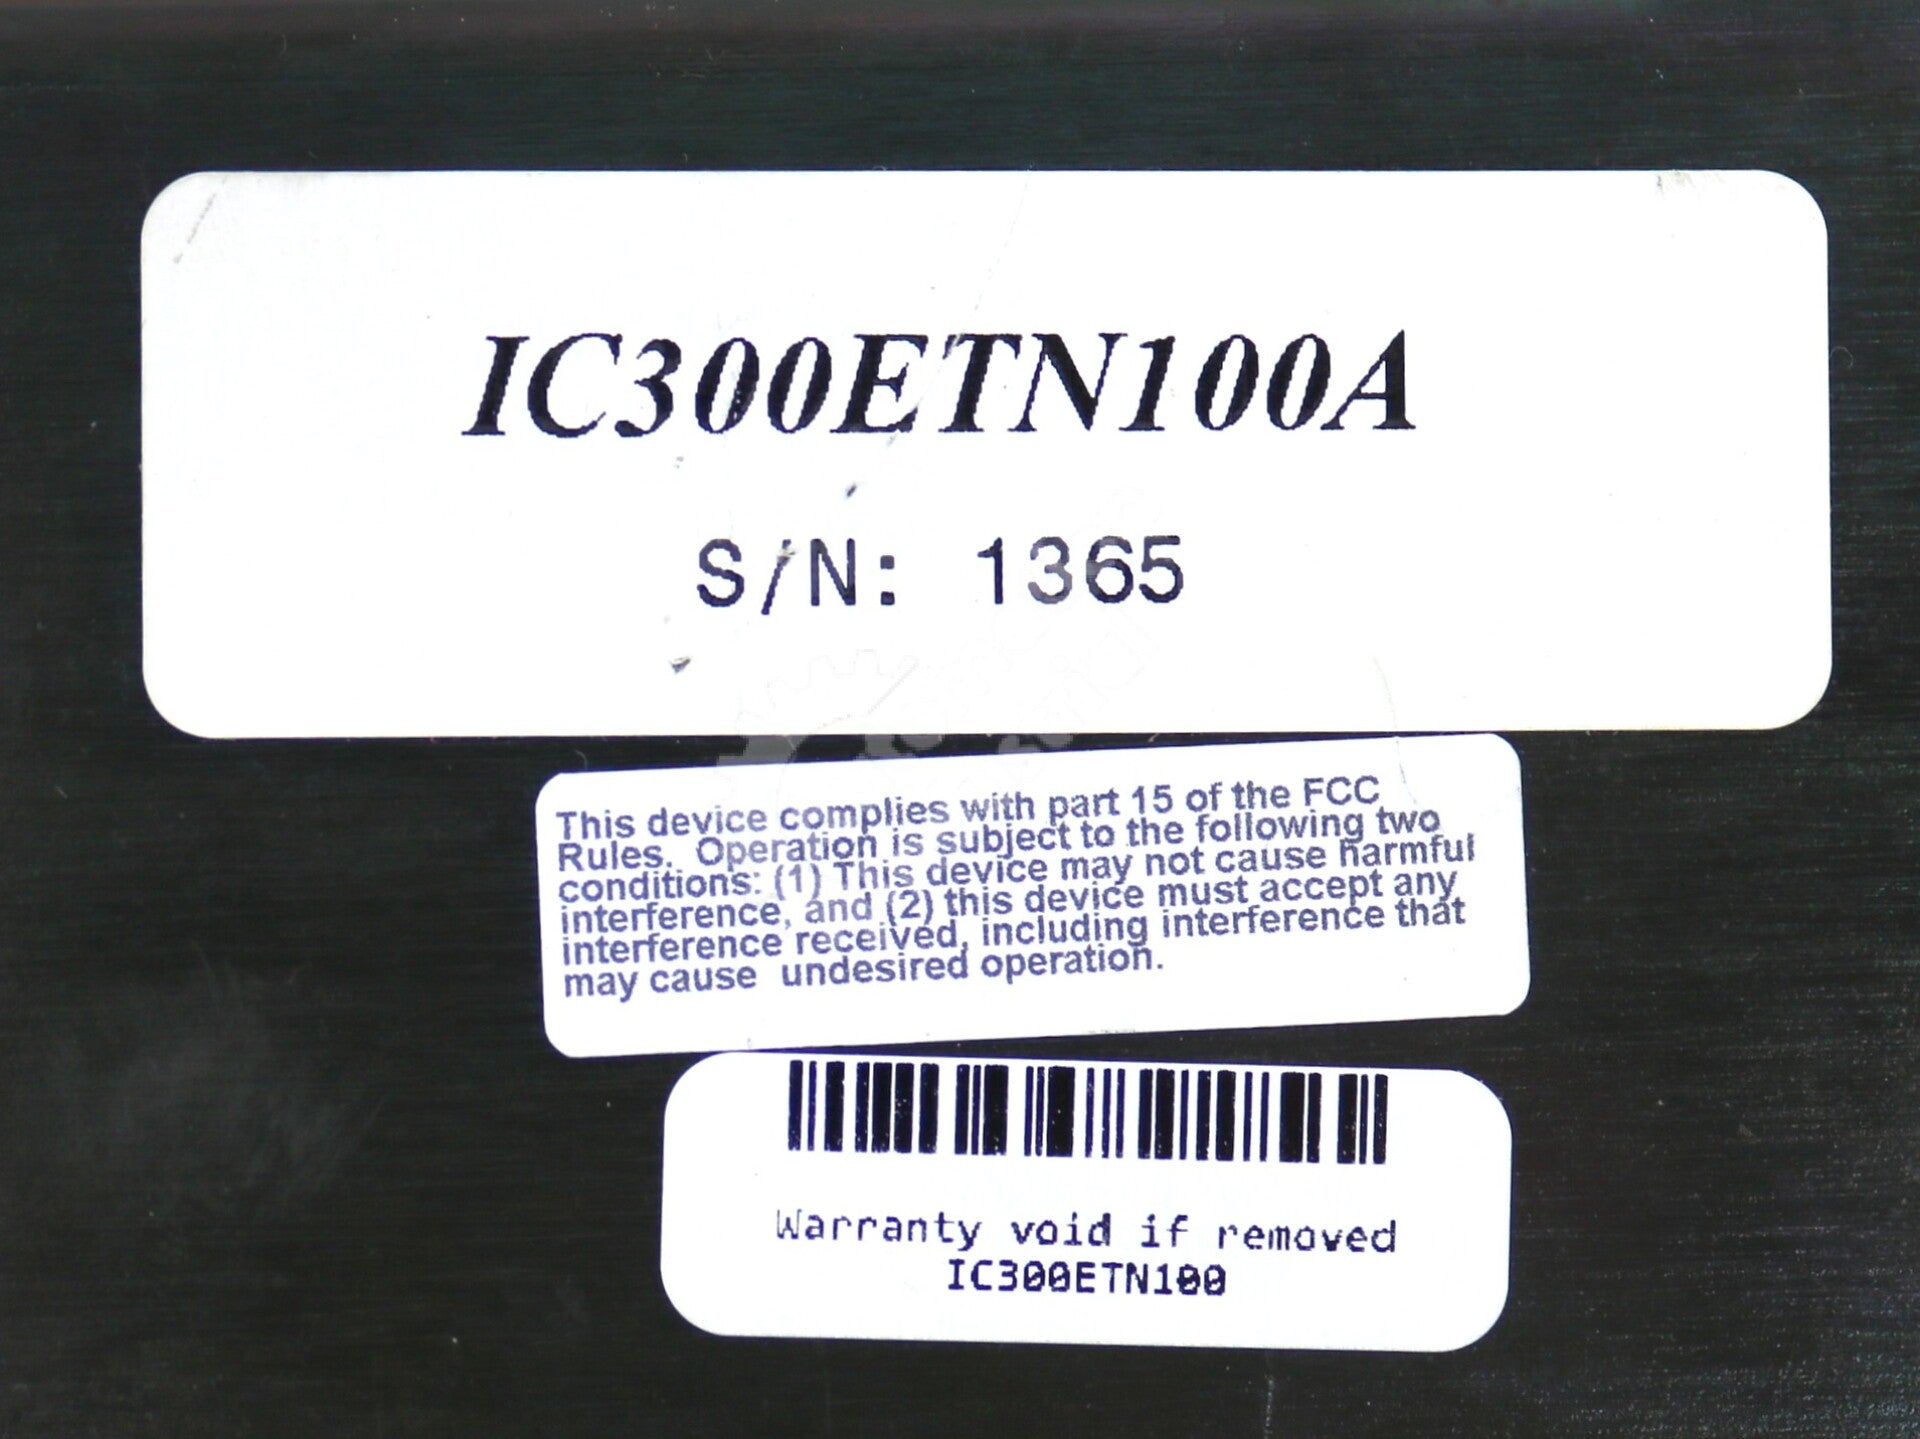 IC300ETN100A
S/N: 1365
This device complies with part 15 of the FCC
Rules. Operation is subject to the following two
conditions: (1) This device may not cause harmful
interference, and (2) this device must accept any
interference received, including interference that
may cause undesired operation.
Warranty void if removed
IC300ETN100